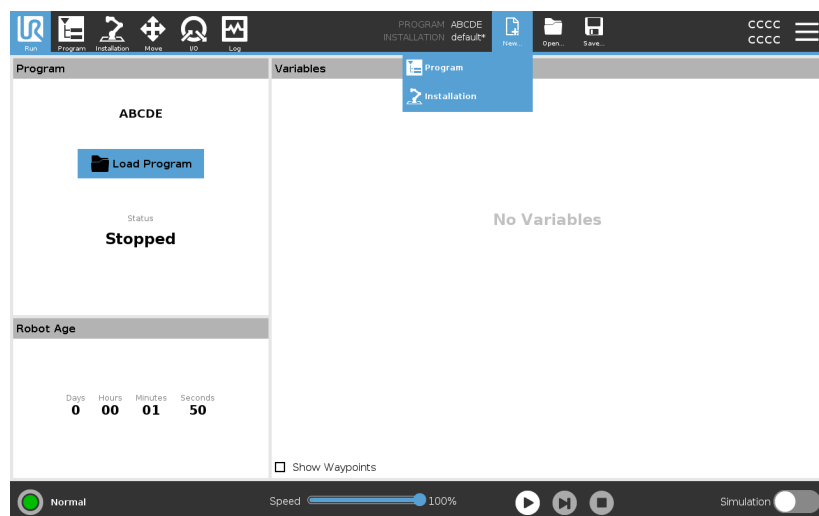 UR
Run
Program
Installation
Move
I/O
Log
PROGRAM ABCDE
INSTALLATION default*
New...
Open...
Save...
CCCC
CCCC
Program
Variables
Program
Installation
ABCDE
Load Program
Status
Stopped
No Variables
Robot Age
Days Hours Minutes Seconds
0 00 01 50
Show Waypoints
Normal
Speed 100%
Simulation